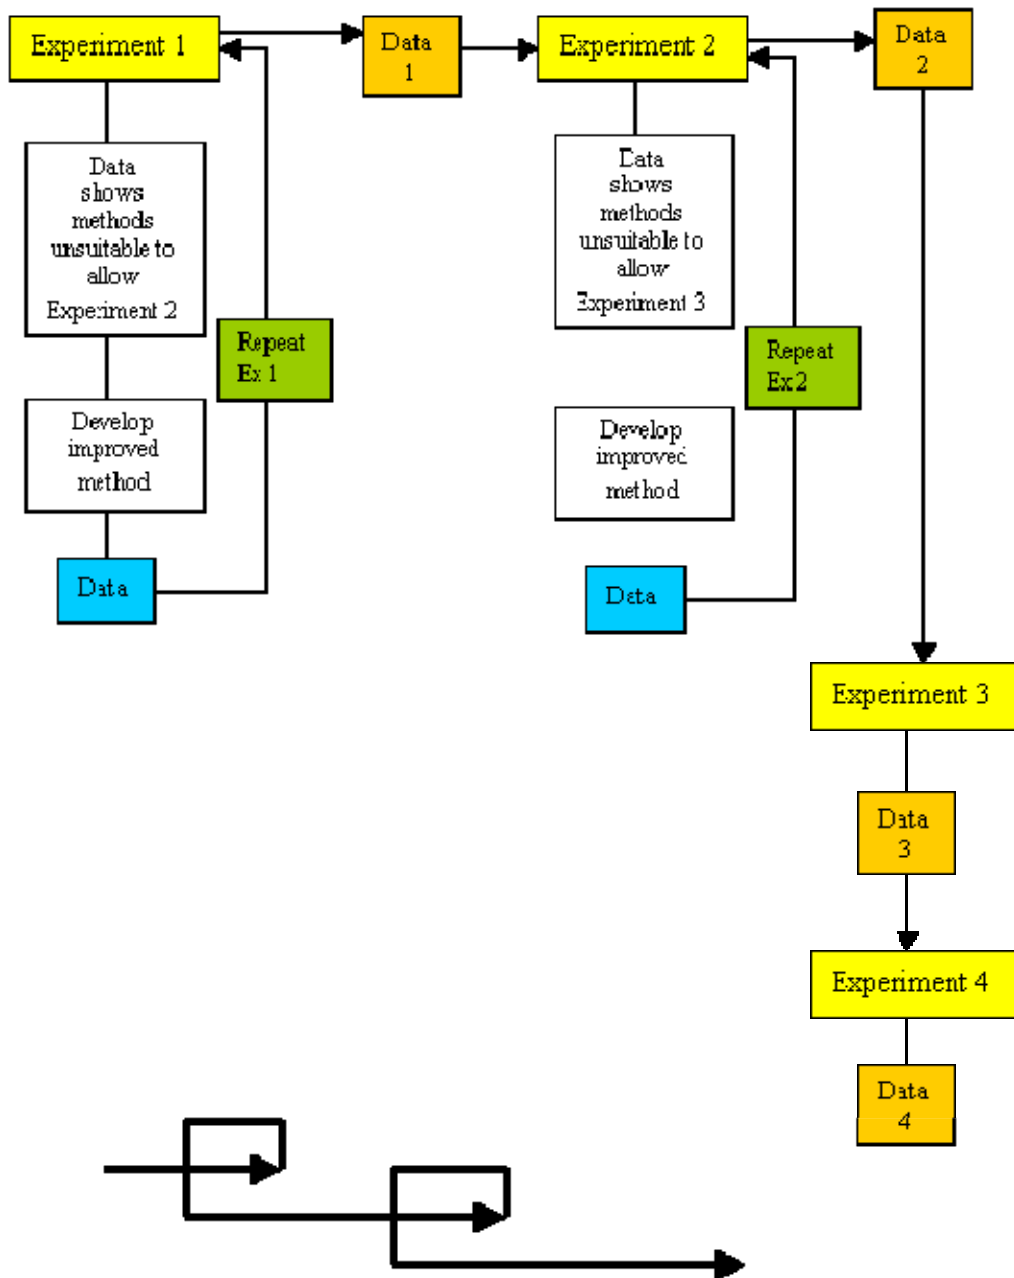 Experiment 1
Data
1
Experiment 2
Data
2
Data
shows
methods
unsuitable to
allow
Experiment 2
Data
shows
methods
unsuitable to
allow
Experiment 3
Repeat
Ex 1
Repeat
Ex 2
Develop
improved
method
Develop
improved
method
Data
Data
Experiment 3
Data
3
Experiment 4
Data
4